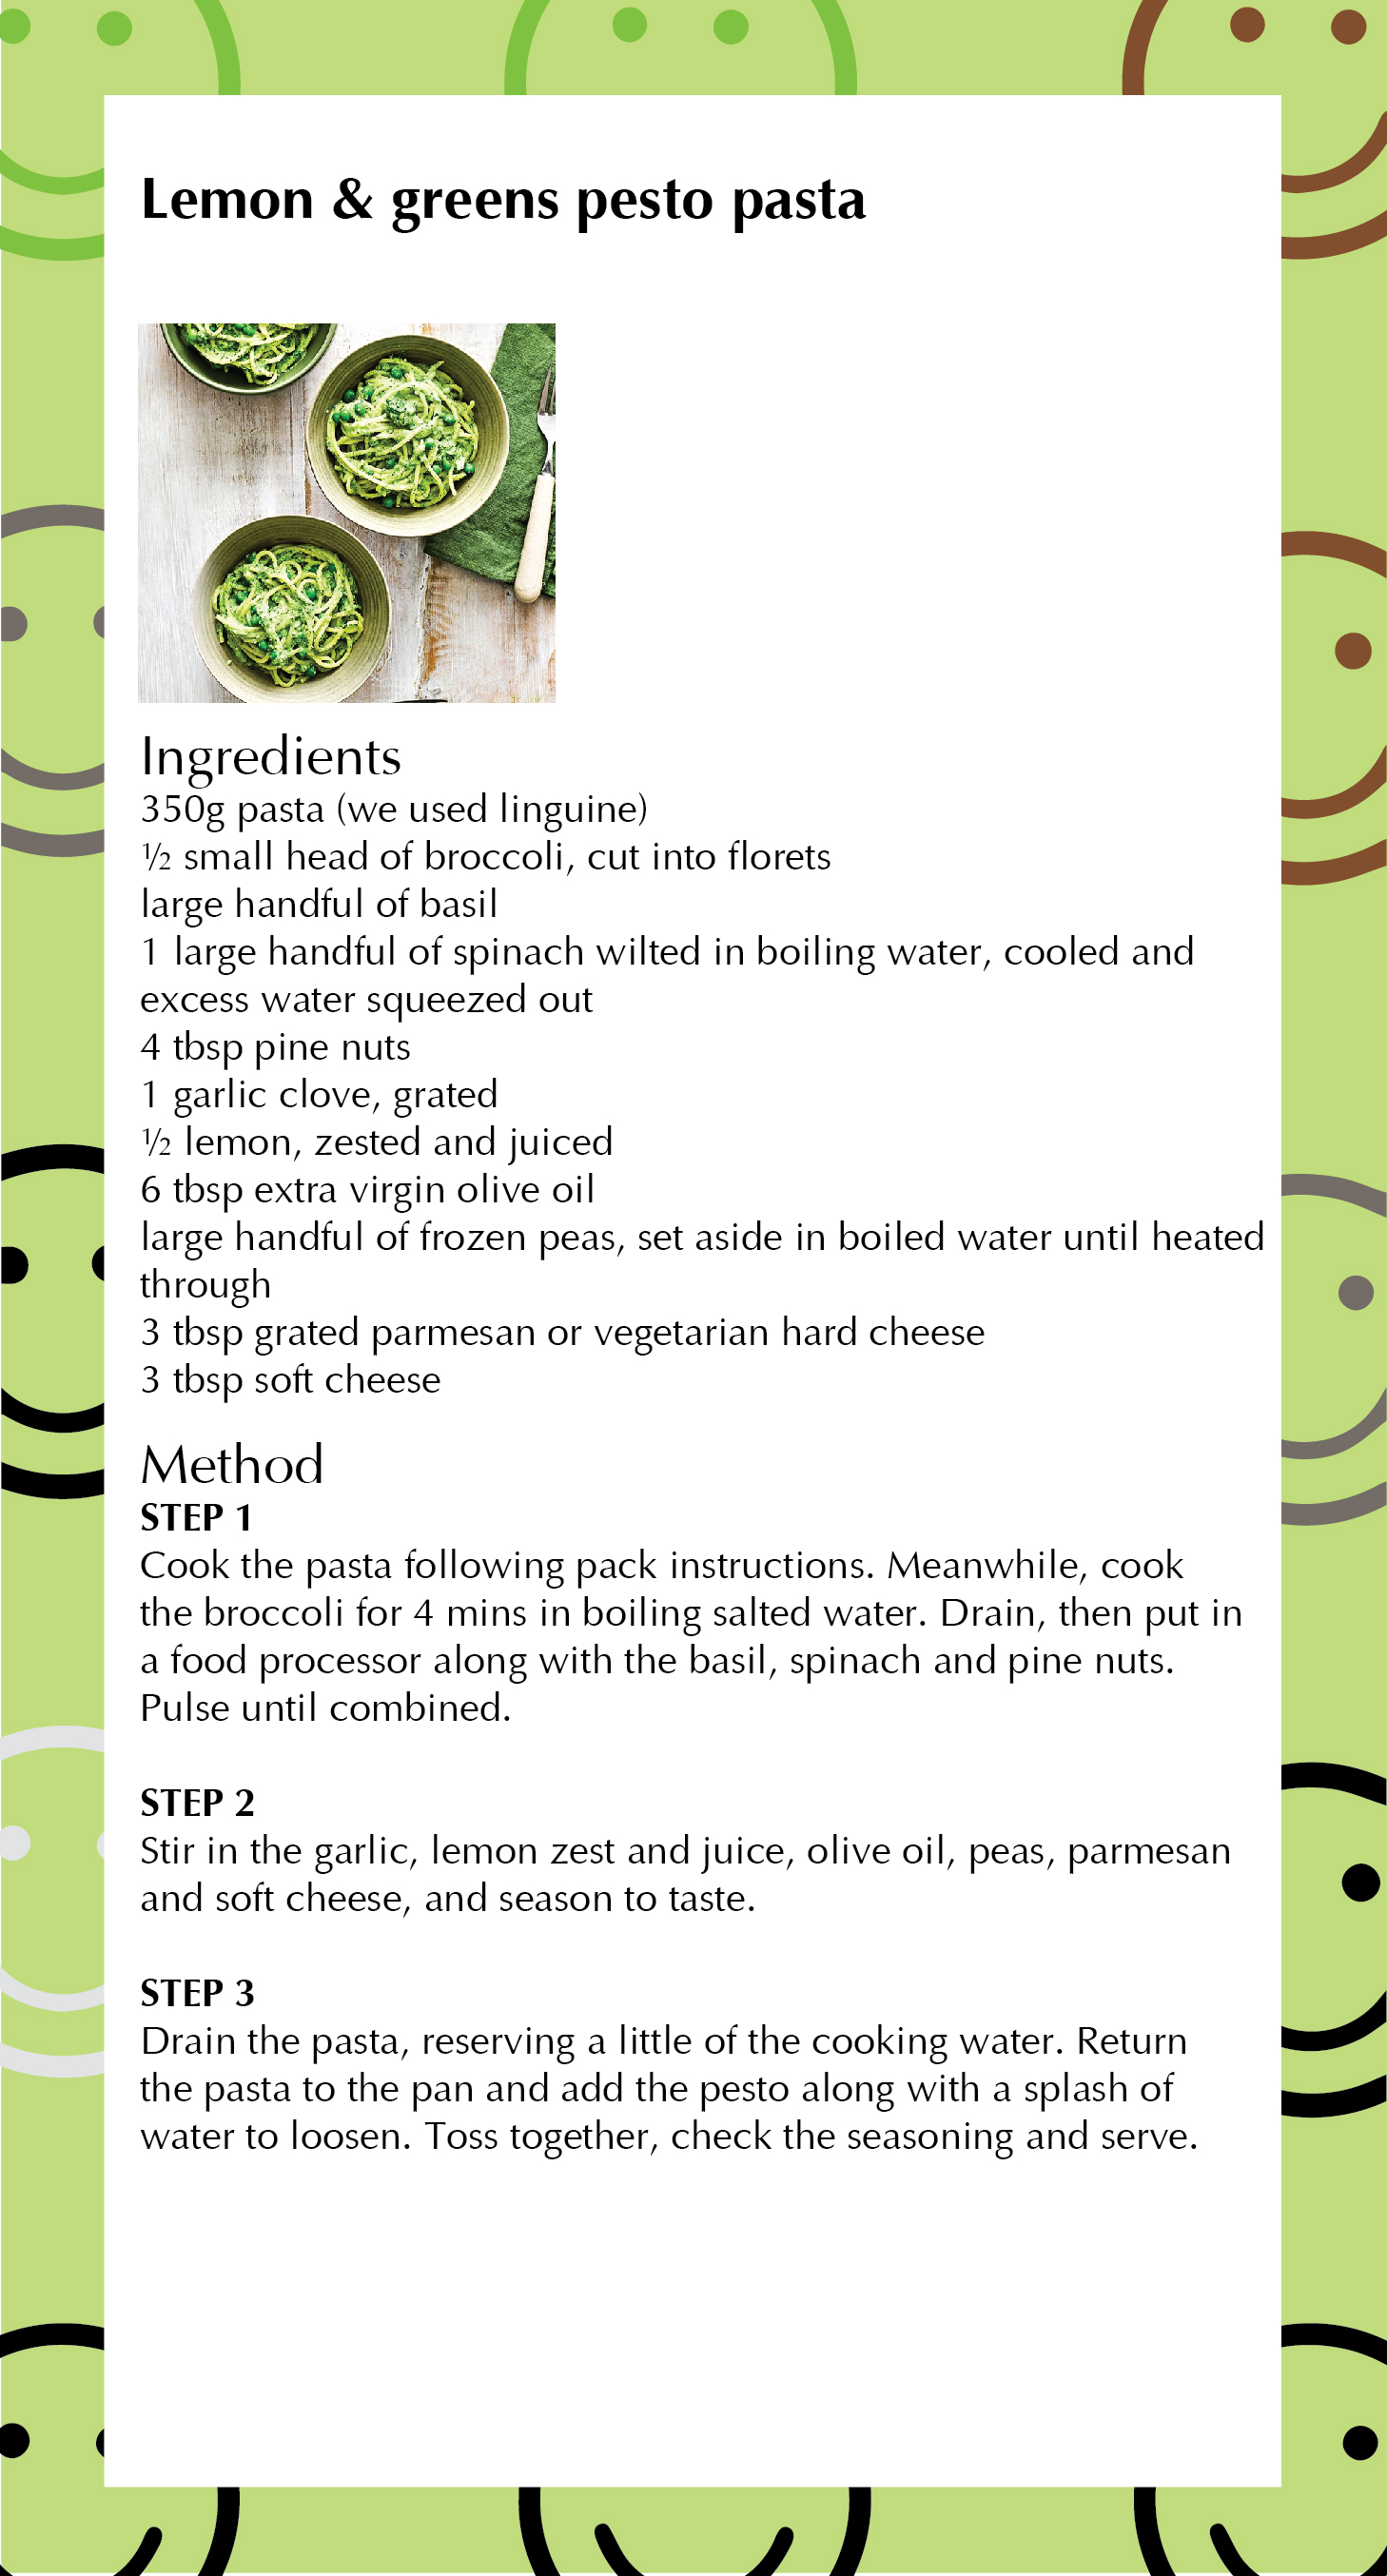 Lemon & greens pesto pasta
Ingredients
350g pasta (we used linguine)
½ small head of broccoli, cut into florets
large handful of basil
1 large handful of spinach wilted in boiling water, cooled and
excess water squeezed out
4 tbsp pine nuts
1 garlic clove, grated
½ lemon, zested and juiced
6 tbsp extra virgin olive oil
large handful of frozen peas, set aside in boiled water until heated
through
3 tbsp grated parmesan or vegetarian hard cheese
3 tbsp soft cheese
Method
STEP 1
Cook the pasta following pack instructions. Meanwhile, cook
the broccoli for 4 mins in boiling salted water. Drain, then put in
a food processor along with the basil, spinach and pine nuts.
Pulse until combined.
STEP 2
Stir in the garlic, lemon zest and juice, olive oil, peas, parmesan
and soft cheese, and season to taste.
STEP 3
Drain the pasta, reserving a little of the cooking water. Return
the pasta to the pan and add the pesto along with a splash of
water to loosen. Toss together, check the seasoning and serve.